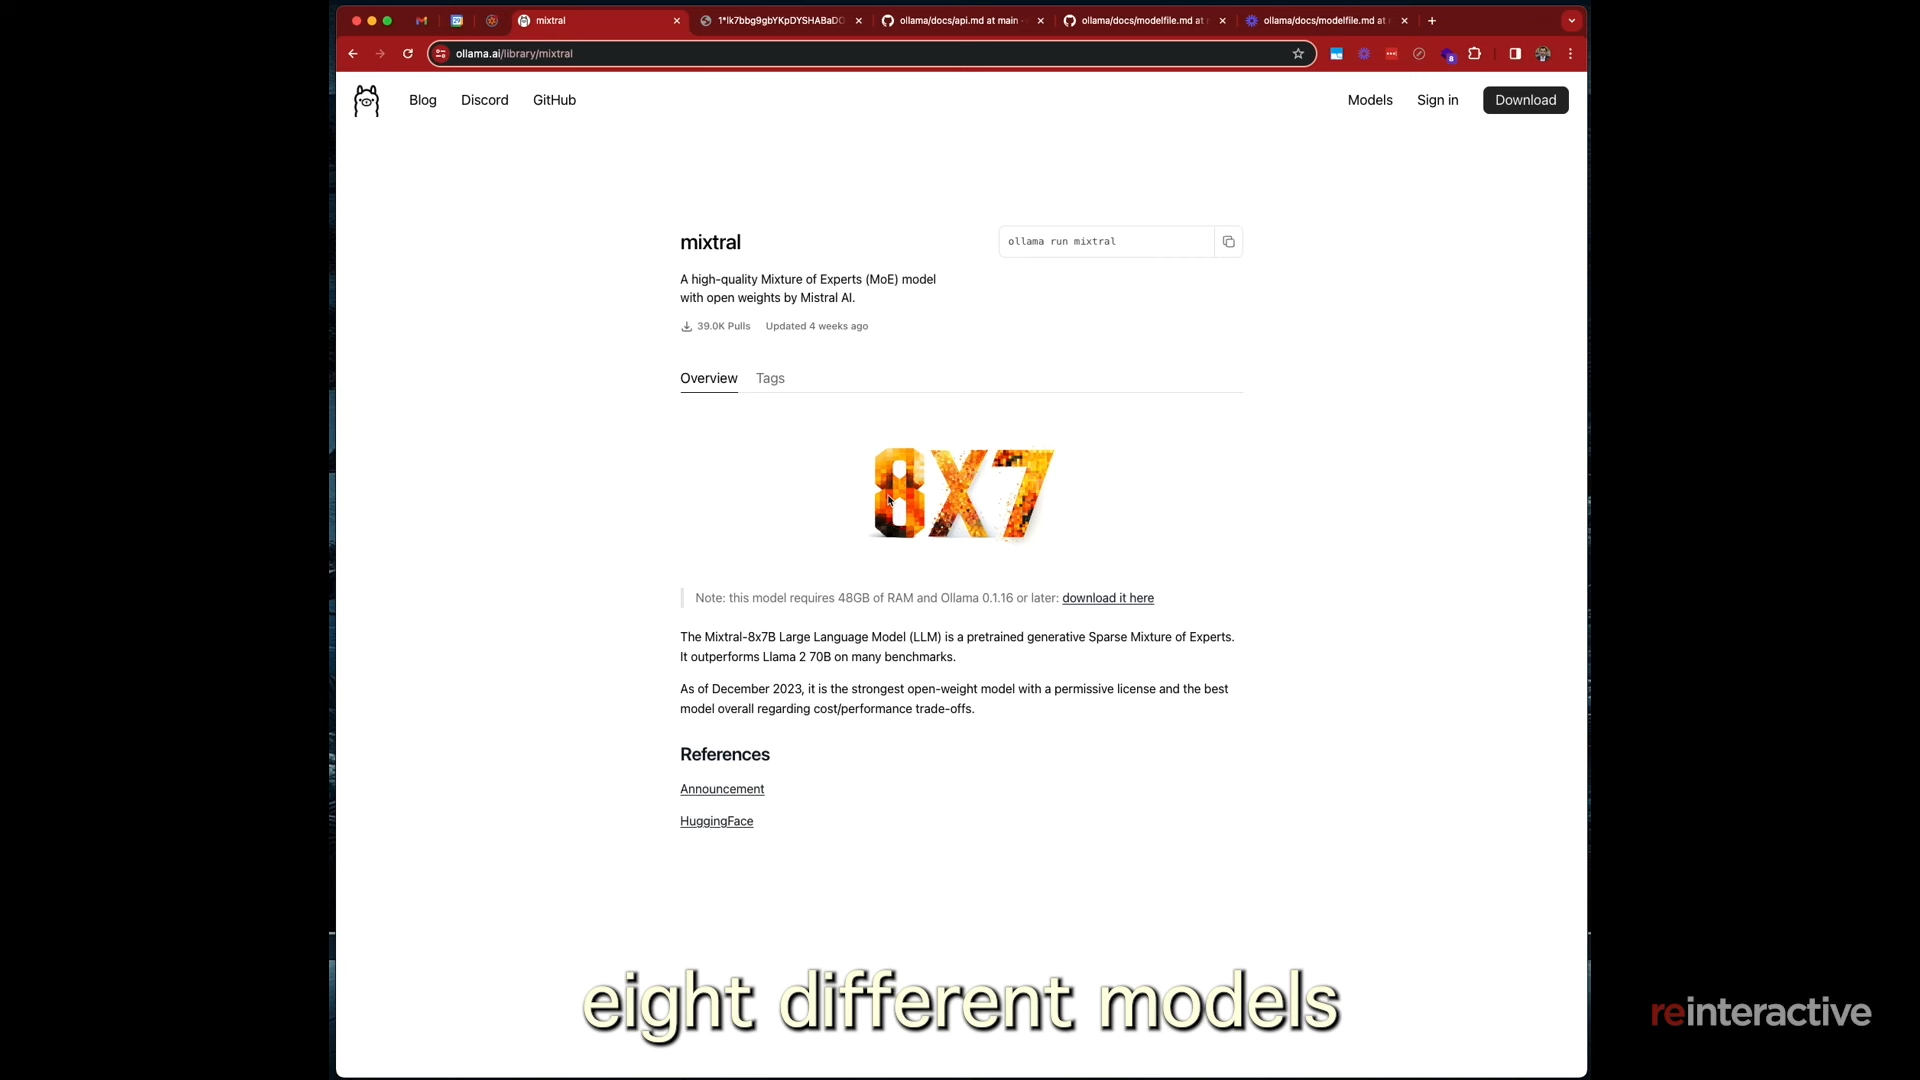 mixtral
1*lk7bbg9gbYKpDYSHABaDC
ollama/docs/api.md at main
ollama/docs/modelfile.md at
ollama/docs/modelfile.md at
ollama.ai/library/mixtral
8
Blog
Discord
GitHub
Models
Sign in
Download
mixtral
ollama run mixtral
A high-quality Mixture of Experts (MoE) model
with open weights by Mistral AI.
39.0K Pulls
Updated 4 weeks ago
Overview
Tags
8X7
Note: this model requires 48GB of RAM and Ollama 0.1.16 or later: download it here
The Mixtral-8x7B Large Language Model (LLM) is a pretrained generative Sparse Mixture of Experts.
It outperforms Llama 2 70B on many benchmarks.
As of December 2023, it is the strongest open-weight model with a permissive license and the best
model overall regarding cost/performance trade-offs.
References
Announcement
HuggingFace
eight different models
reinteractive